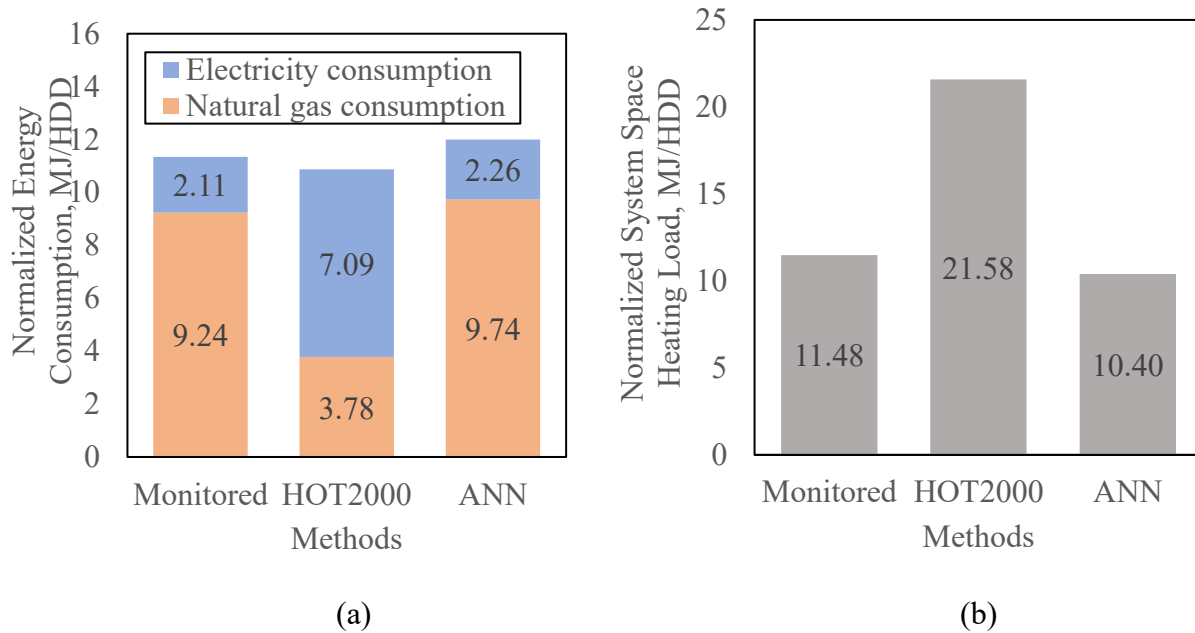 Normalized Energy
Consumption, MJ/HDD
16
14
12
10
8
6
4
2
0
Electricity consumption
Natural gas consumption
2.11
9.24
7.09
3.78
2.26
9.74
Monitored HOT2000 ANN
Methods
(a)
Normalized System Space
Heating Load, MJ/HDD
25
20
15
10
5
0
11.48
21.58
10.40
Monitored HOT2000 ANN
Methods
(b)